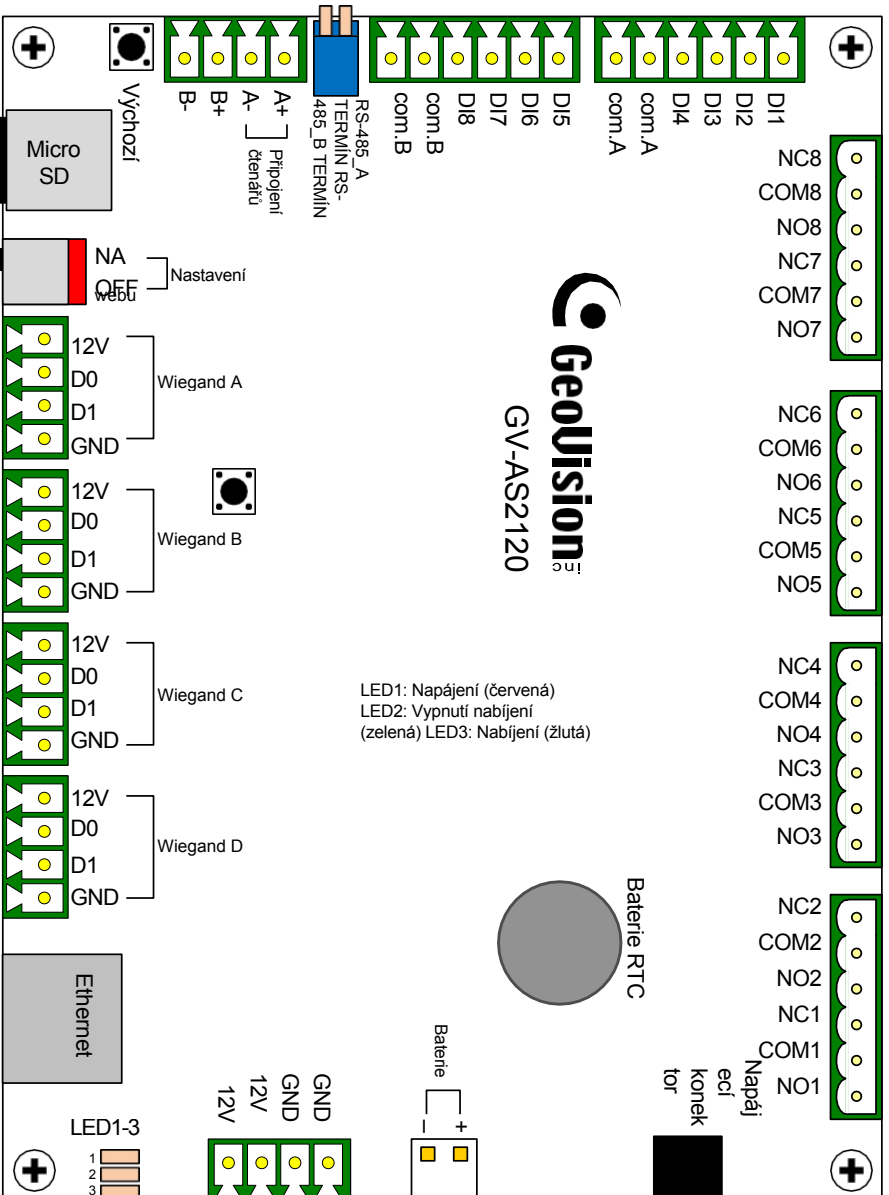 Výchozí
B-
B+
A-
A+
Připojení
čtenářů
RS-485_A
TERMÍN RS-
485_B TERMÍN
com.B
com.B
DI8
DI7
DI6
DI5
com.A
com.A
DI4
DI3
DI2
DI1
Micro
SD
NA
OFF
webu
Nastavení
12V
D0
D1
GND
Wiegand A
12V
D0
D1
GND
Wiegand B
12V
D0
D1
GND
Wiegand C
12V
D0
D1
GND
Wiegand D
Ethernet
LED1-3
1
2
3
12V
12V
GND
GND
GeoVision
inc
GV-AS2120
LED1: Napájení (červená)
LED2: Vypnutí nabíjení
(zelená) LED3: Nabíjení (žlutá)
Baterie RTC
Baterie
-
+
Napáj
ecí
konek
tor
NC8
COM8
NO8
NC7
COM7
NO7
NC6
COM6
NO6
NC5
COM5
NO5
NC4
COM4
NO4
NC3
COM3
NO3
NC2
COM2
NO2
NC1
COM1
NO1